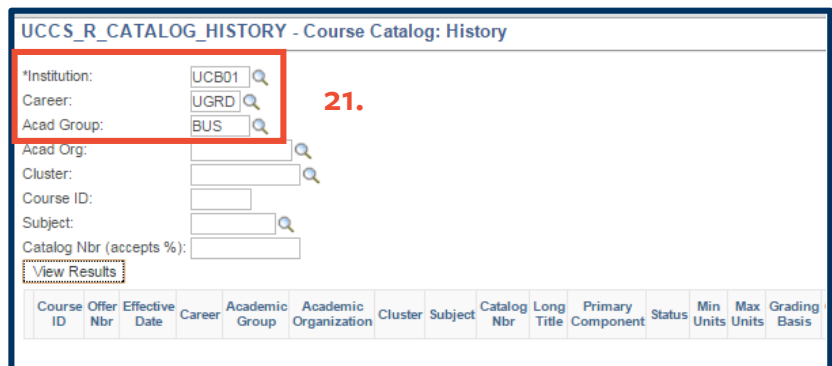 UCCS_R_CATALOG_HISTORY - Course Catalog: History
*Institution: UCB01
Career: UGRD
21.
Acad Group: BUS
Acad Org:
Cluster:
Course ID:
Subject:
Catalog Nbr (accepts %):
View Results
Course ID Offer Nbr Effective Date Career Academic Group Academic Organization Cluster Subject Catalog Nbr Long Title Primary Component Status Min Units Max Units Grading Basis